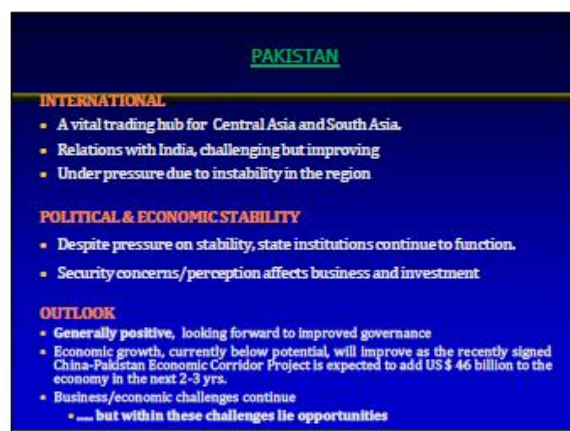 PAKISTAN
INTERNATIONAL
▪ A vital trading hub for Central Asia and South Asia.
▪ Relations with India, challenging but improving
▪ Under pressure due to instability in the region
POLITICAL & ECONOMIC STABILITY
▪ Despite pressure on stability, state institutions continue to function.
▪ Security concerns/perception affects business and investment
OUTLOOK
▪ Generally positive, looking forward to improved governance
▪ Economic growth, currently below potential, will improve as the recently signed
China-Pakistan Economic Corridor Project is expected to add US $ 46 billion to the
economy in the next 2-3 yrs.
▪ Business/economic challenges continue
▪ ..... but within these challenges lie opportunities